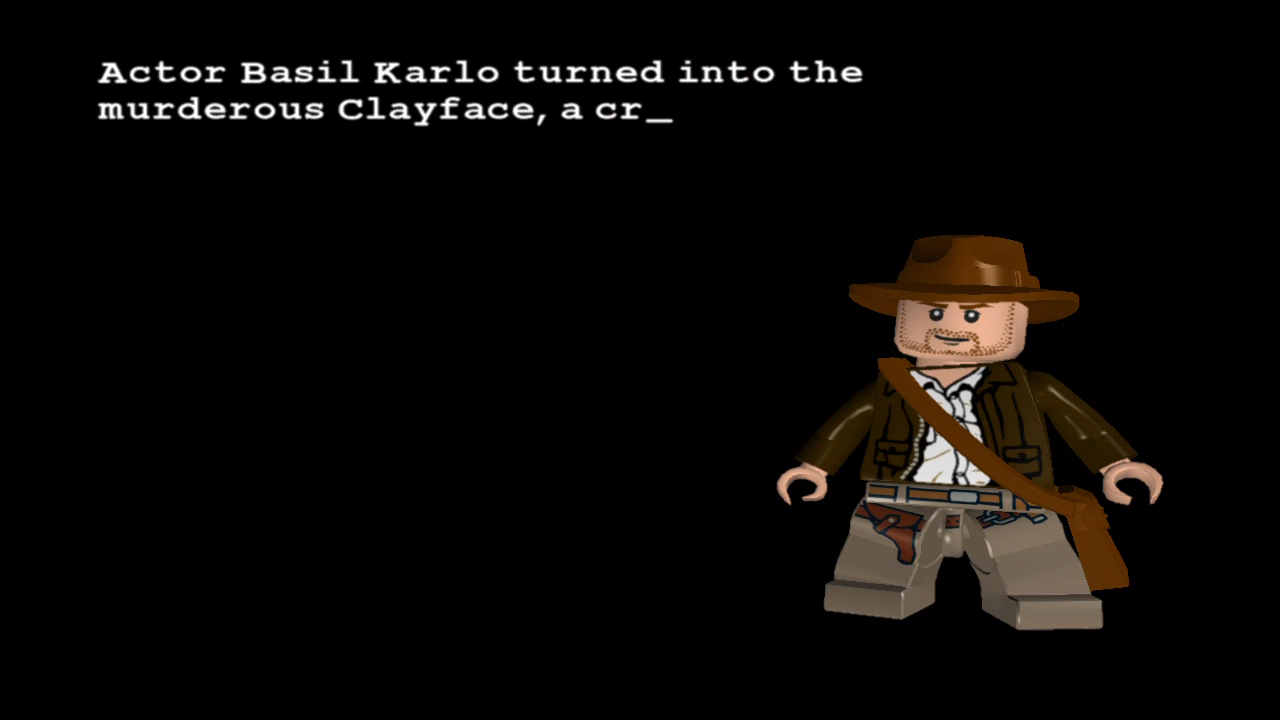 Actor Basil Karlo turned into the
murderous Clayface, a cr_